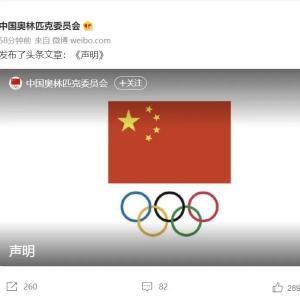 中国奥林匹克委员会
58分钟前 来自 微博 weibo.com
发布了头条文章：《声明》
中国奥林匹克委员会 +关注
声明
260 82 289